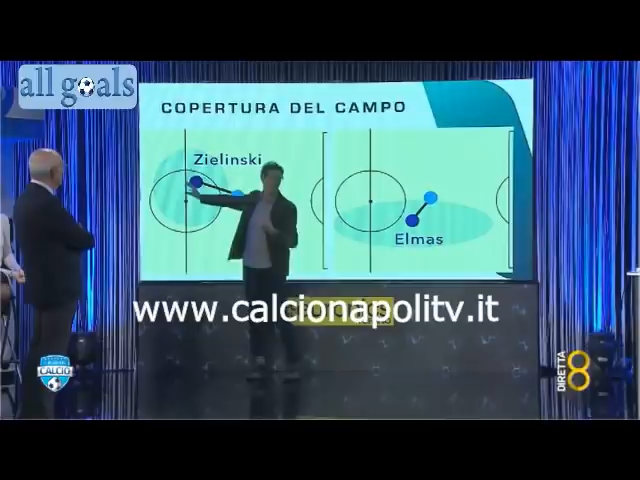 all goals
COPERTURA DEL CAMPO
Zielinski
Elmas
www.calcionapolitv.it
CALCIO
DIRETTA 8